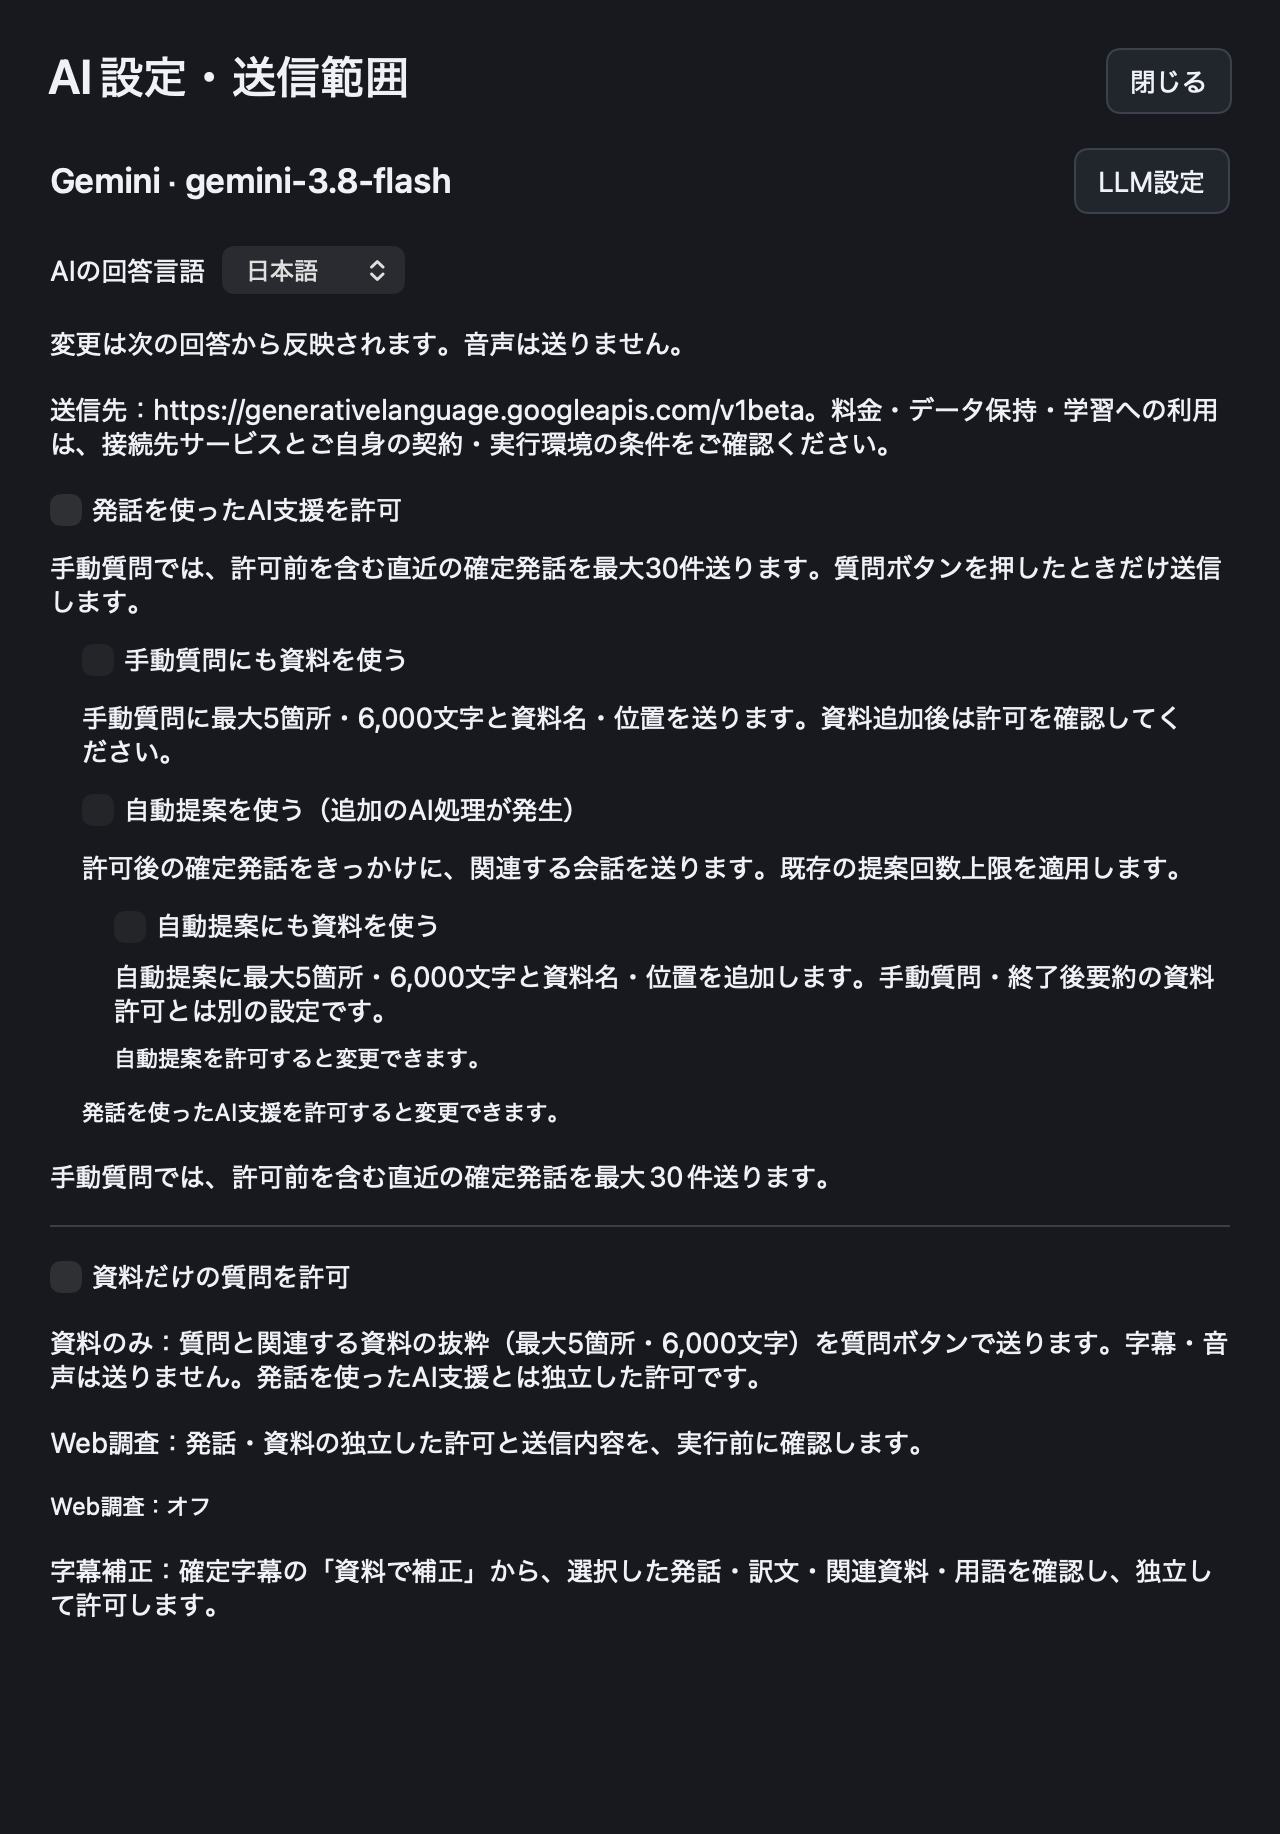 AI 設定・送信範囲
閉じる
Gemini · gemini-3.8-flash
LLM設定
AIの回答言語
日本語
変更は次の回答から反映されます。音声は送りません。
送信先：https://generativelanguage.googleapis.com/v1beta。料金・データ保持・学習への利用
は、接続先サービスとご自身の契約・実行環境の条件をご確認ください。
発話を使ったAI支援を許可
手動質問では、許可前を含む直近の確定発話を最大30件送ります。質問ボタンを押したときだけ送信
します。
手動質問にも資料を使う
手動質問に最大5箇所・6,000文字と資料名・位置を送ります。資料追加後は許可を確認してく
ださい。
自動提案を使う（追加のAI処理が発生）
許可後の確定発話をきっかけに、関連する会話を送ります。既存の提案回数上限を適用します。
自動提案にも資料を使う
自動提案に最大5箇所・6,000文字と資料名・位置を追加します。手動質問・終了後要約の資料
許可とは別の設定です。
自動提案を許可すると変更できます。
発話を使ったAI支援を許可すると変更できます。
手動質問では、許可前を含む直近の確定発話を最大 30 件送ります。
資料だけの質問を許可
資料のみ：質問と関連する資料の抜粋（最大5箇所・6,000文字）を質問ボタンで送ります。字幕・音
声は送りません。発話を使ったAI支援とは独立した許可です。
Web調査：発話・資料の独立した許可と送信内容を、実行前に確認します。
Web調査：オフ
字幕補正：確定字幕の「資料で補正」から、選択した発話・訳文・関連資料・用語を確認し、独立し
て許可します。